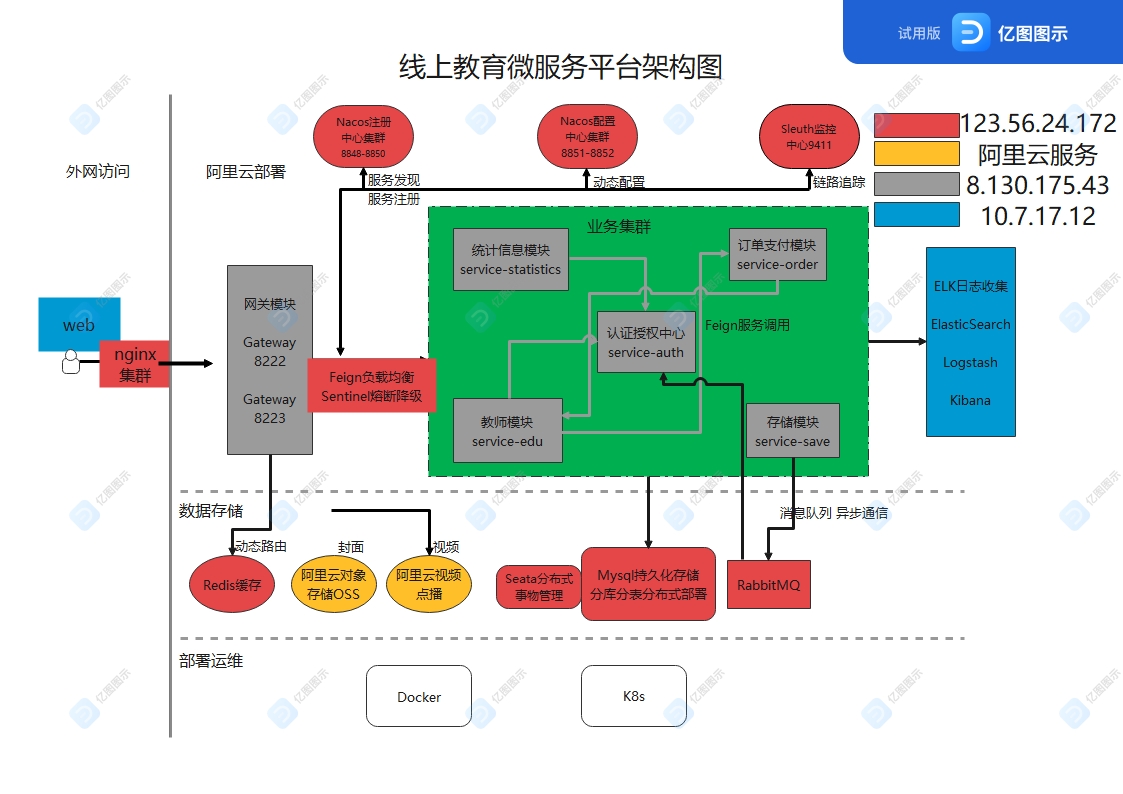 试用版
亿图图示
线上教育微服务平台架构图
Nacos注册
中心集群
8848-8850
Nacos配置
中心集群
8851-8852
Sleuth监控
中心9411
123.56.24.172
阿里云服务
8.130.175.43
10.7.17.12
外网访问
阿里云部署
服务发现
服务注册
动态配置
链路追踪
业务集群
统计信息模块
service-statistics
订单支付模块
service-order
网关模块
Gateway
8222
Gateway
8223
web
nginx
集群
Feign负载均衡
Sentinel熔断降级
认证授权中心
service-auth
Feign服务调用
教师模块
service-edu
存储模块
service-save
ELK日志收集
ElasticSearch
Logstash
Kibana
数据存储
消息队列 异步通信
动态路由
封面
视频
Redis缓存
阿里云对象
存储OSS
阿里云视频
点播
Seata分布式
事物管理
Mysql持久化存储
分库分表分布式部署
RabbitMQ
部署运维
Docker
K8s